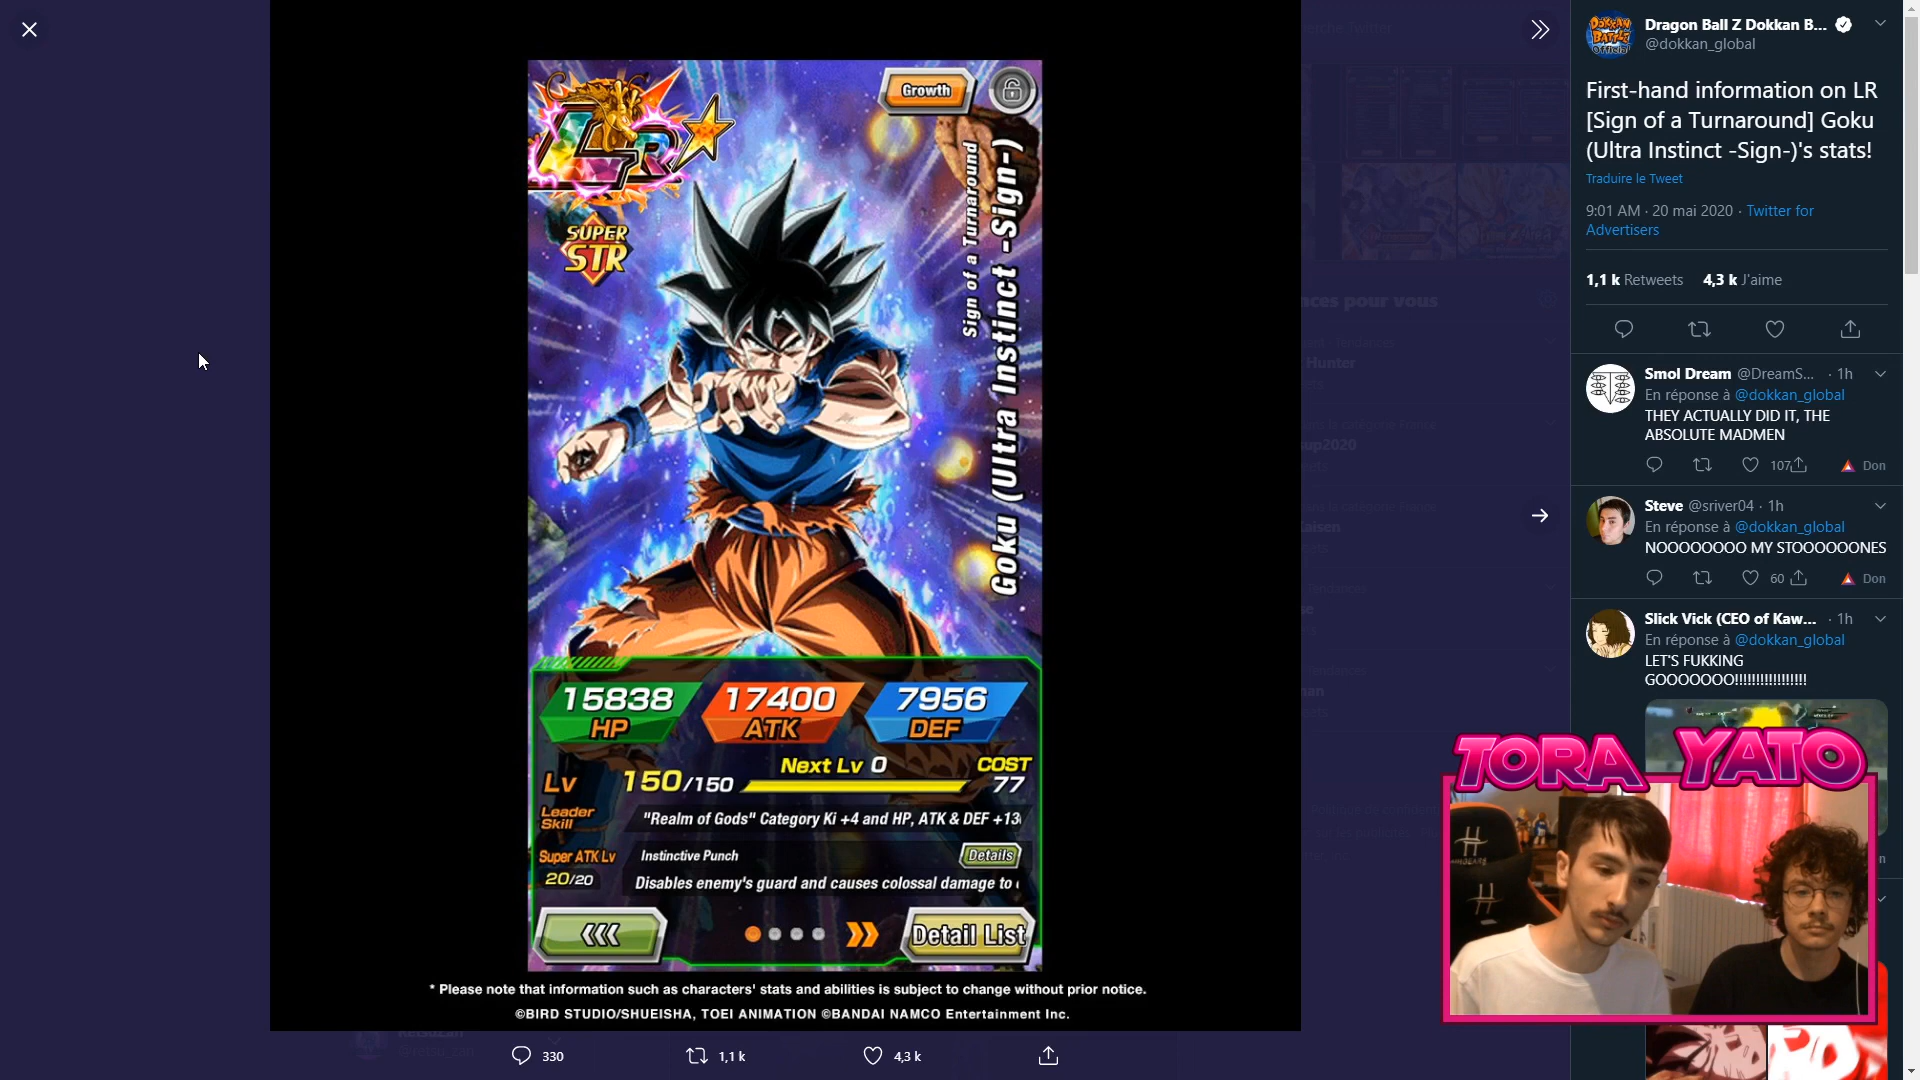 Growth
LR
SUPER
STR
Sign of a Turnaround
Goku (Ultra Instinct -Sign-)
15838
HP
17400
ATK
7956
DEF
Lv
150/150
Next Lv 0
COST
77
Leader
Skill
"Realm of Gods" Category Ki +4 and HP, ATK & DEF +13
Super ATK Lv
20/20
Instinctive Punch
Details
Disables enemy's guard and causes colossal damage to
Detail List
* Please note that information such as characters' stats and abilities is subject to change without prior notice.
©BIRD STUDIO/SHUEISHA, TOEI ANIMATION ©BANDAI NAMCO Entertainment Inc.
330
1,1 k
4,3 k
DOKKAN
BATTLE
Official
Dragon Ball Z Dokkan B...
@dokkan_global
First-hand information on LR
[Sign of a Turnaround] Goku
(Ultra Instinct -Sign-)'s stats!
Traduire le Tweet
9:01 AM · 20 mai 2020 · Twitter for
Advertisers
1,1 k Retweets 4,3 k J'aime
Smol Dream @DreamS... · 1h
En réponse à @dokkan_global
THEY ACTUALLY DID IT, THE
ABSOLUTE MADMEN
107
Don
Steve @sriver04 · 1h
En réponse à @dokkan_global
NOOOOOOOO MY STOOOOOONES
60
Don
Slick Vick (CEO of Kaw... · 1h
En réponse à @dokkan_global
LET'S FUKKING
GOOOOOOO!!!!!!!!!!!!!!!!!
TORA YATO